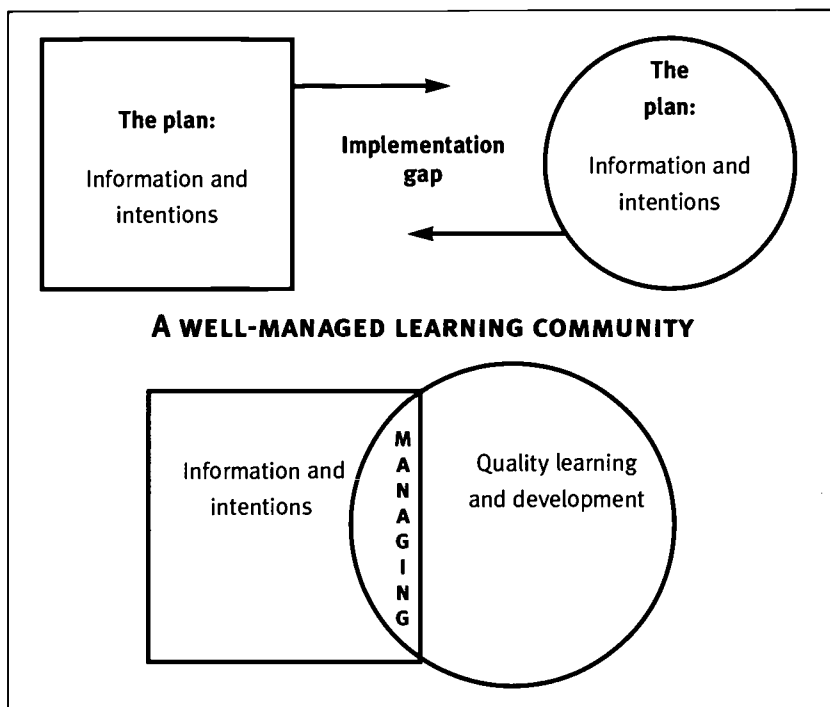 The plan:
Information and
intentions
Implementation
gap
The
plan:
Information and
intentions
A WELL-MANAGED LEARNING COMMUNITY
Information and
intentions
MANAGING
Quality learning
and development